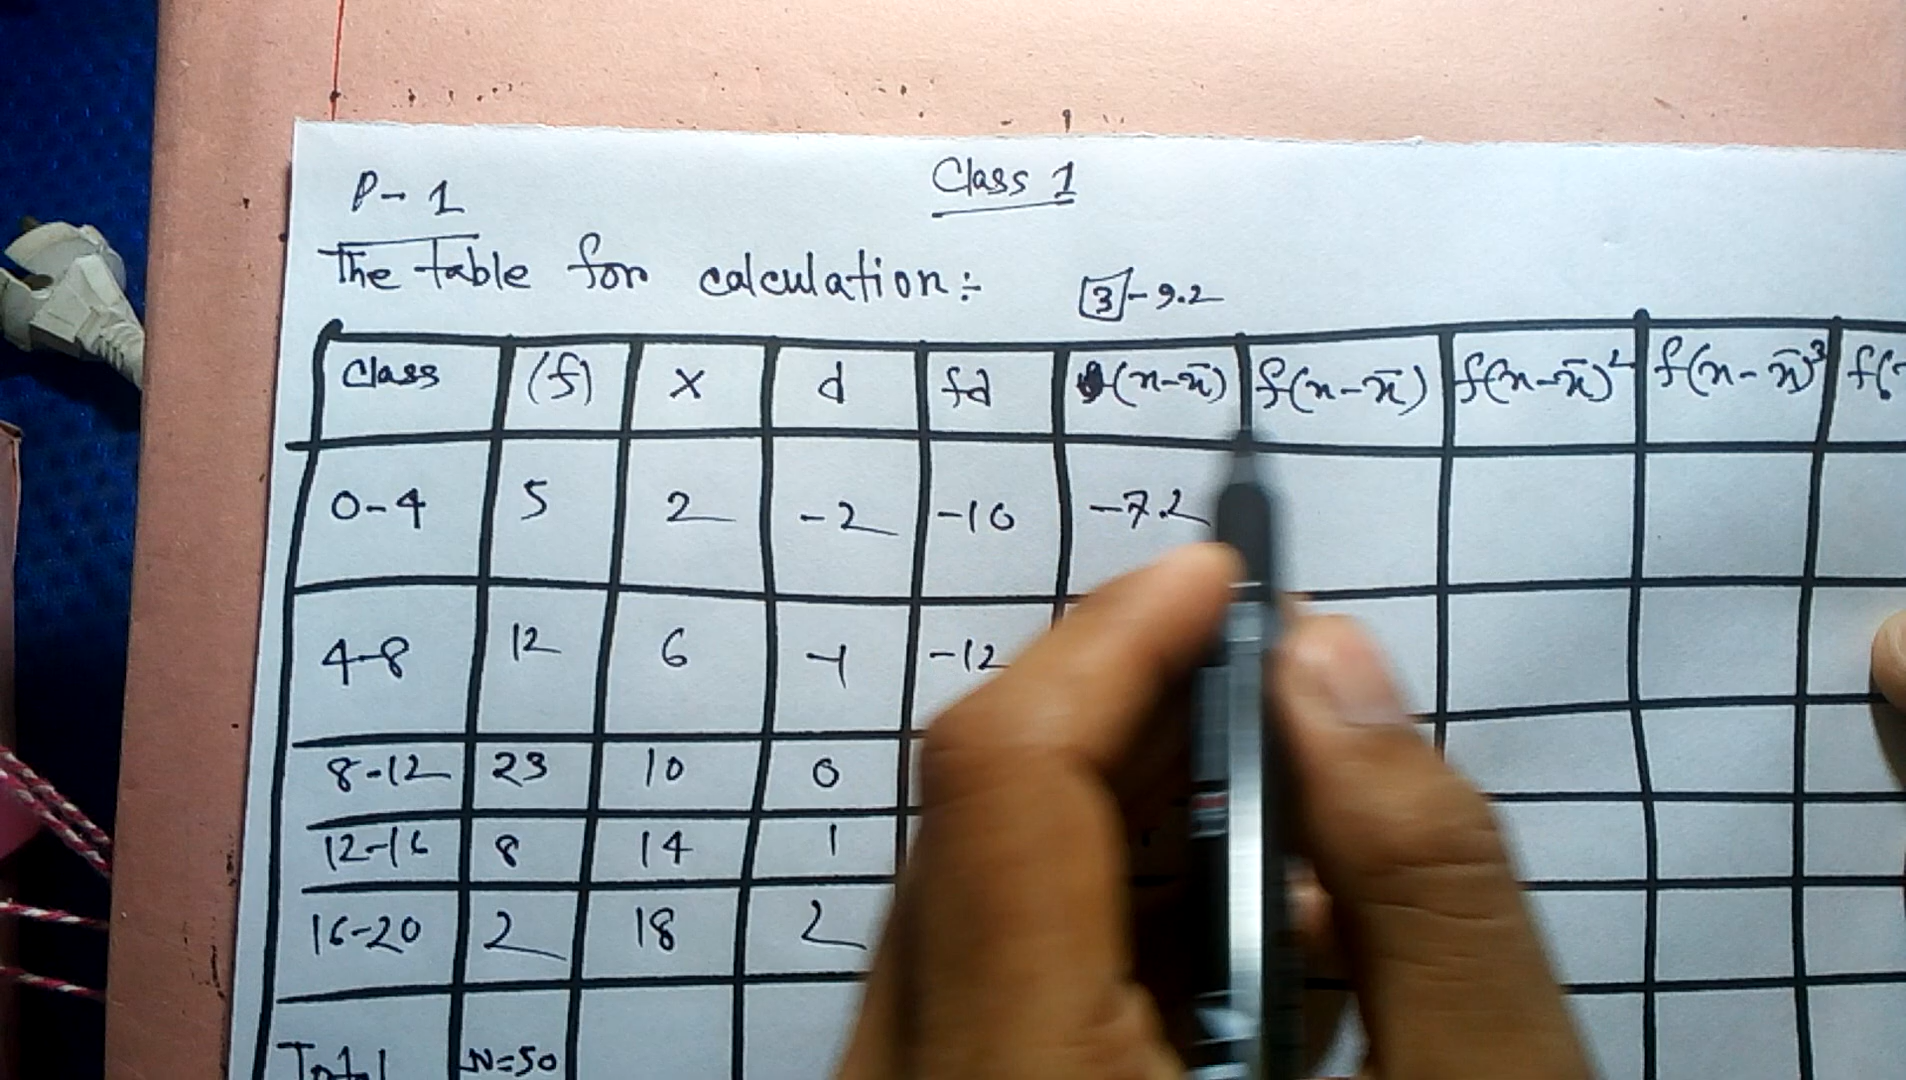 P-1
Class 1
The table for calculation:-
3 - 9.2
Class (f) x d fd (x-x̄) f(x-x̄) f(x-x̄)² f(x-x̄)³ f(
0-4 5 2 -2 -10 -7.2
4-8 12 6 -1 -12
8-12 23 10 0
12-16 8 14 1
16-20 2 18 2
Total N=50